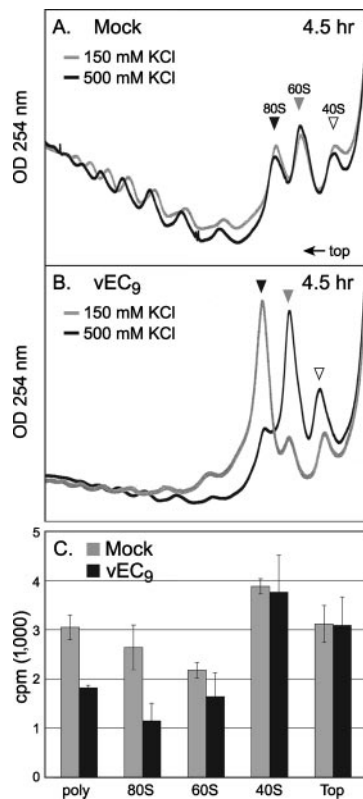 A. Mock 4.5 hr
150 mM KCl
500 mM KCl
80S 60S 40S
OD 254 nm
← top
B. vEC9 4.5 hr
150 mM KCl
500 mM KCl
OD 254 nm
C. Mock
vEC9
cpm (1,000)
5
4
3
2
1
0
poly 80S 60S 40S Top